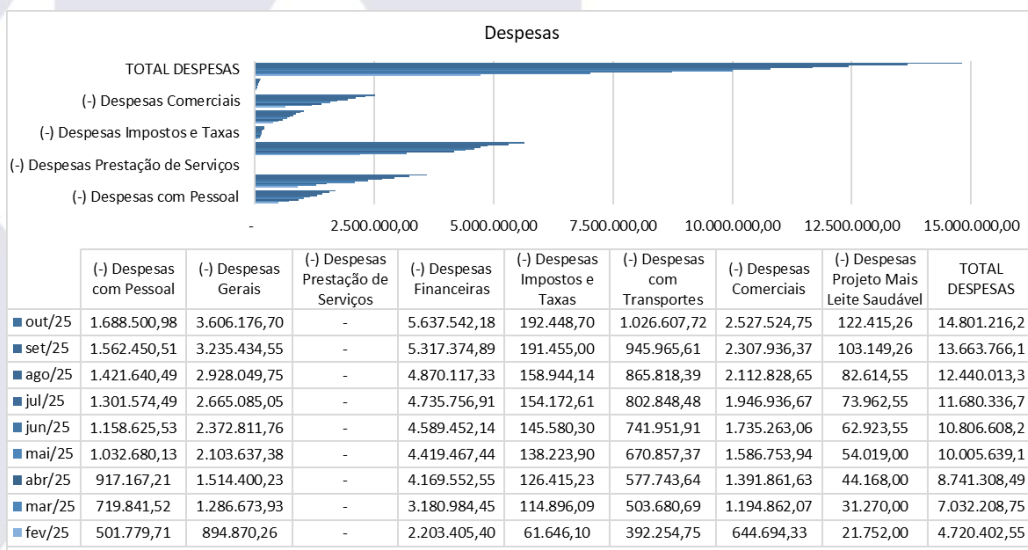 Despesas
TOTAL DESPESAS
(-) Despesas Comerciais
(-) Despesas Impostos e Taxas
(-) Despesas Prestação de Serviços
(-) Despesas com Pessoal
- 2.500.000,00 5.000.000,00 7.500.000,00 10.000.000,00 12.500.000,00 15.000.000,00
(-) Despesas com Pessoal (-) Despesas Gerais (-) Despesas Prestação de Serviços (-) Despesas Financeiras (-) Despesas Impostos e Taxas (-) Despesas com Transportes (-) Despesas Comerciais (-) Despesas Projeto Mais Leite Saudável TOTAL DESPESAS
out/25 1.688.500,98 3.606.176,70 - 5.637.542,18 192.448,70 1.026.607,72 2.527.524,75 122.415,26 14.801.216,2
set/25 1.562.450,51 3.235.434,55 - 5.317.374,89 191.455,00 945.965,61 2.307.936,37 103.149,26 13.663.766,1
ago/25 1.421.640,49 2.928.049,75 - 4.870.117,33 158.944,14 865.818,39 2.112.828,65 82.614,55 12.440.013,3
jul/25 1.301.574,49 2.665.085,05 - 4.735.756,91 154.172,61 802.848,48 1.946.936,67 73.962,55 11.680.336,7
jun/25 1.158.625,53 2.372.811,76 - 4.589.452,14 145.580,30 741.951,91 1.735.263,06 62.923,55 10.806.608,2
mai/25 1.032.680,13 2.103.637,38 - 4.419.467,44 138.223,90 670.857,37 1.586.753,94 54.019,00 10.005.639,1
abr/25 917.167,21 1.514.400,23 - 4.169.552,55 126.415,23 577.743,64 1.391.861,63 44.168,00 8.741.308,49
mar/25 719.841,52 1.286.673,93 - 3.180.984,45 114.896,09 503.680,69 1.194.862,07 31.270,00 7.032.208,75
fev/25 501.779,71 894.870,26 - 2.203.405,40 61.646,10 392.254,75 644.694,33 21.752,00 4.720.402,55